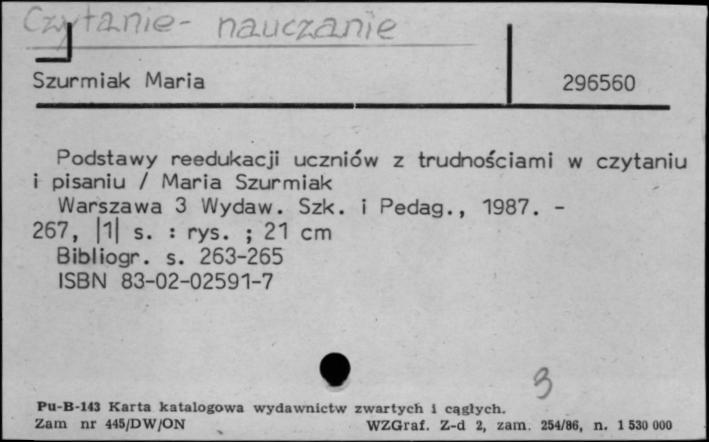 Czytanie - nauczanie
Szurmiak Maria
296560
Podstawy reedukacji uczniów z trudnościami w czytaniu
i pisaniu / Maria Szurmiak
Warszawa 3 Wydaw. Szk. i Pedag., 1987. -
267, |1| s. : rys. ; 21 cm
Bibliogr. s. 263-265
ISBN 83-02-02591-7
3
Pu-B-143 Karta katalogowa wydawnictw zwartych i ciągłych.
Zam nr 445/DW/ON WZGraf. Z-d 2, zam. 254/86, n. 1 530 000